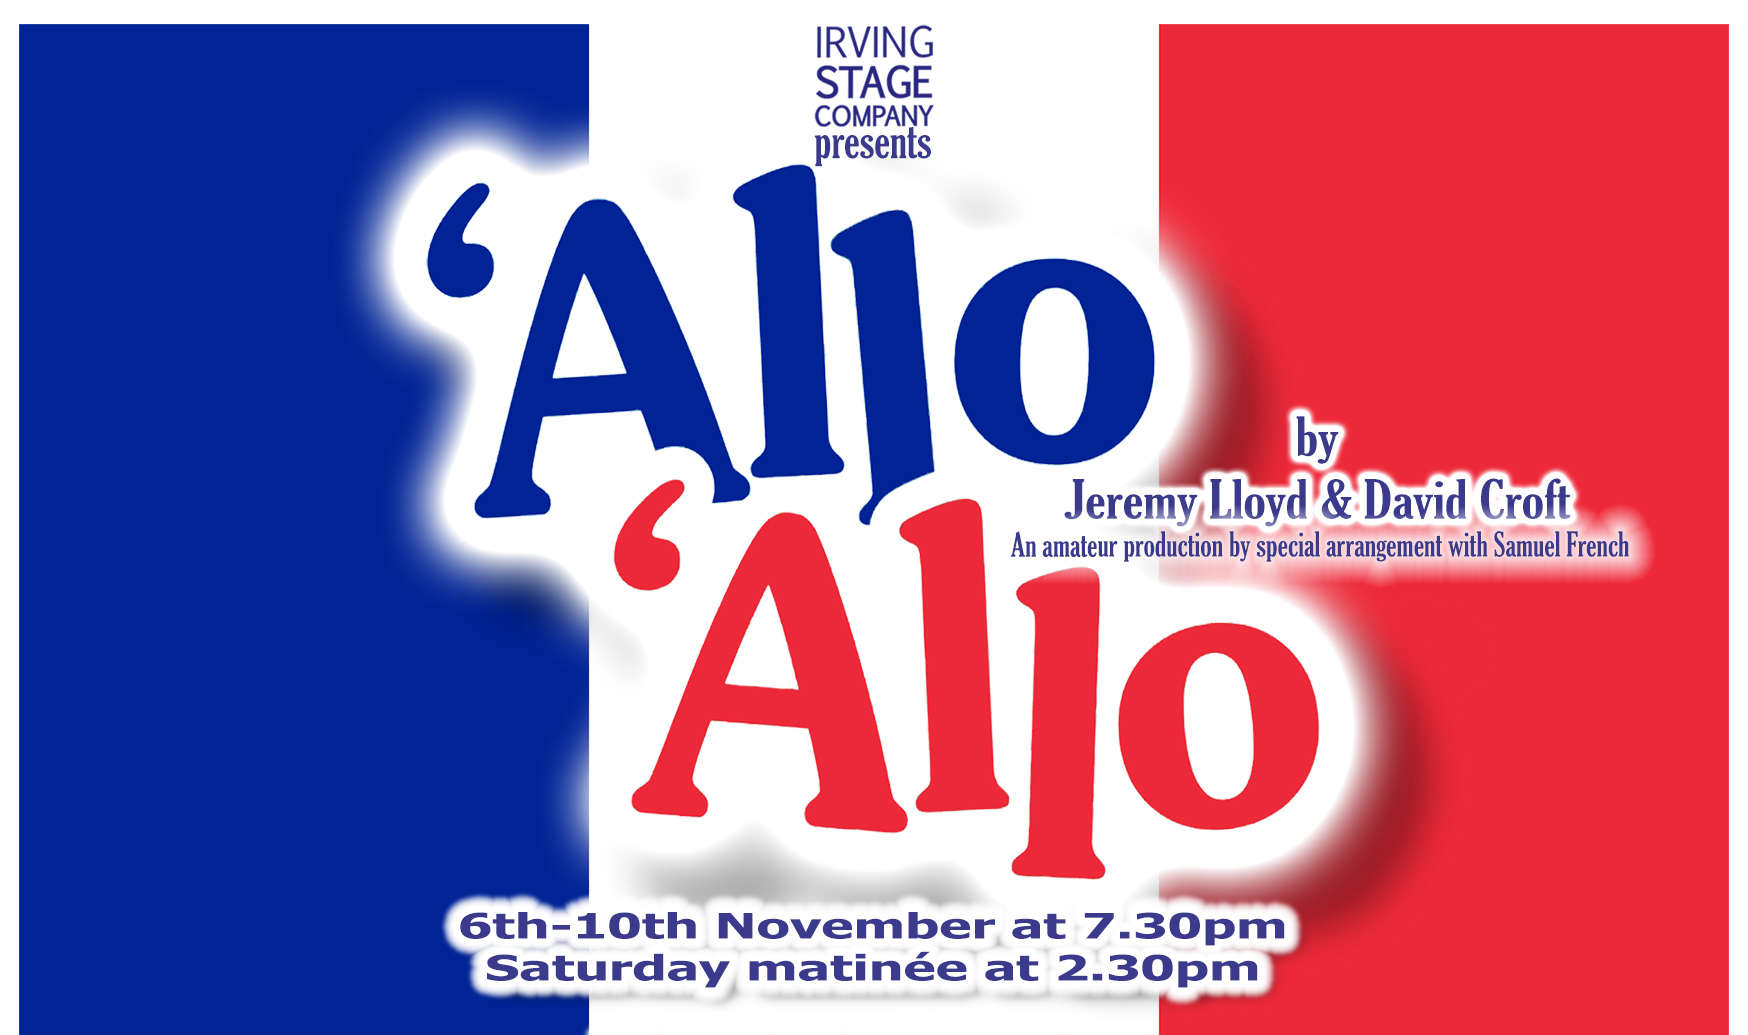 IRVING
STAGE
COMPANY
presents
‘Allo
‘Allo
by
Jeremy Lloyd & David Croft
An amateur production by special arrangement with Samuel French
6th-10th November at 7.30pm
Saturday matinée at 2.30pm